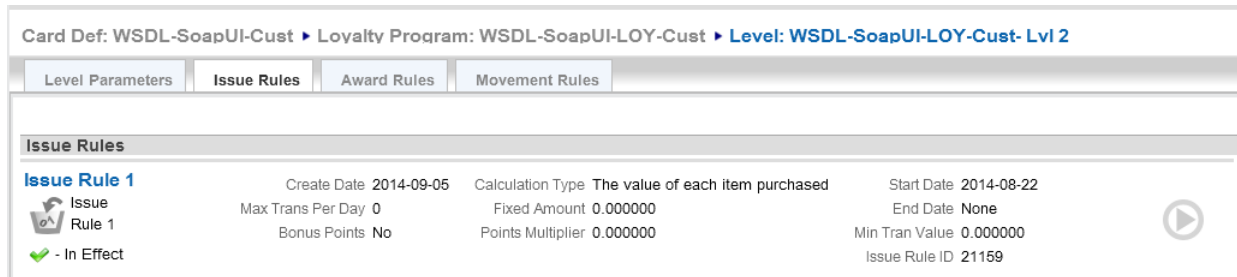 Card Def: WSDL-SoapUI-Cust ▸ Loyalty Program: WSDL-SoapUI-LOY-Cust ▸ Level: WSDL-SoapUI-LOY-Cust- Lvl 2
Level Parameters Issue Rules Award Rules Movement Rules
Issue Rules
Issue Rule 1 Create Date 2014-09-05 Calculation Type The value of each item purchased Start Date 2014-08-22
Issue Max Trans Per Day 0 Fixed Amount 0.000000 End Date None
Rule 1 Bonus Points No Points Multiplier 0.000000 Min Tran Value 0.000000
- In Effect Issue Rule ID 21159